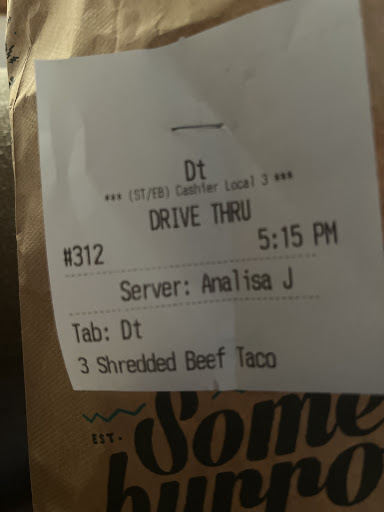 Dt
*** (ST/EB) Cashier Local 3 ***
DRIVE THRU
#312 5:15 PM
Server: Analisa J
Tab: Dt
3 Shredded Beef Taco
EST.
Some
burro